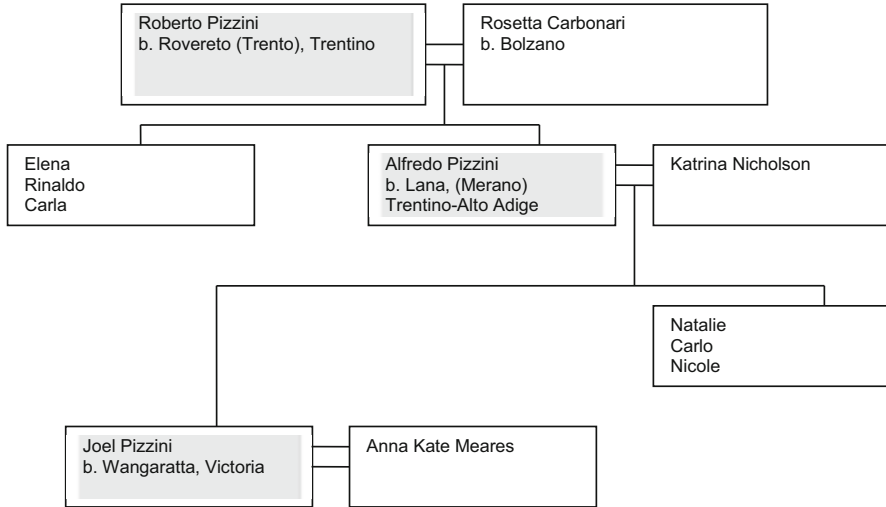 Roberto Pizzini
b. Rovereto (Trento), Trentino
Rosetta Carbonari
b. Bolzano
Elena
Rinaldo
Carla
Alfredo Pizzini
b. Lana, (Merano)
Trentino-Alto Adige
Katrina Nicholson
Natalie
Carlo
Nicole
Joel Pizzini
b. Wangaratta, Victoria
Anna Kate Meares